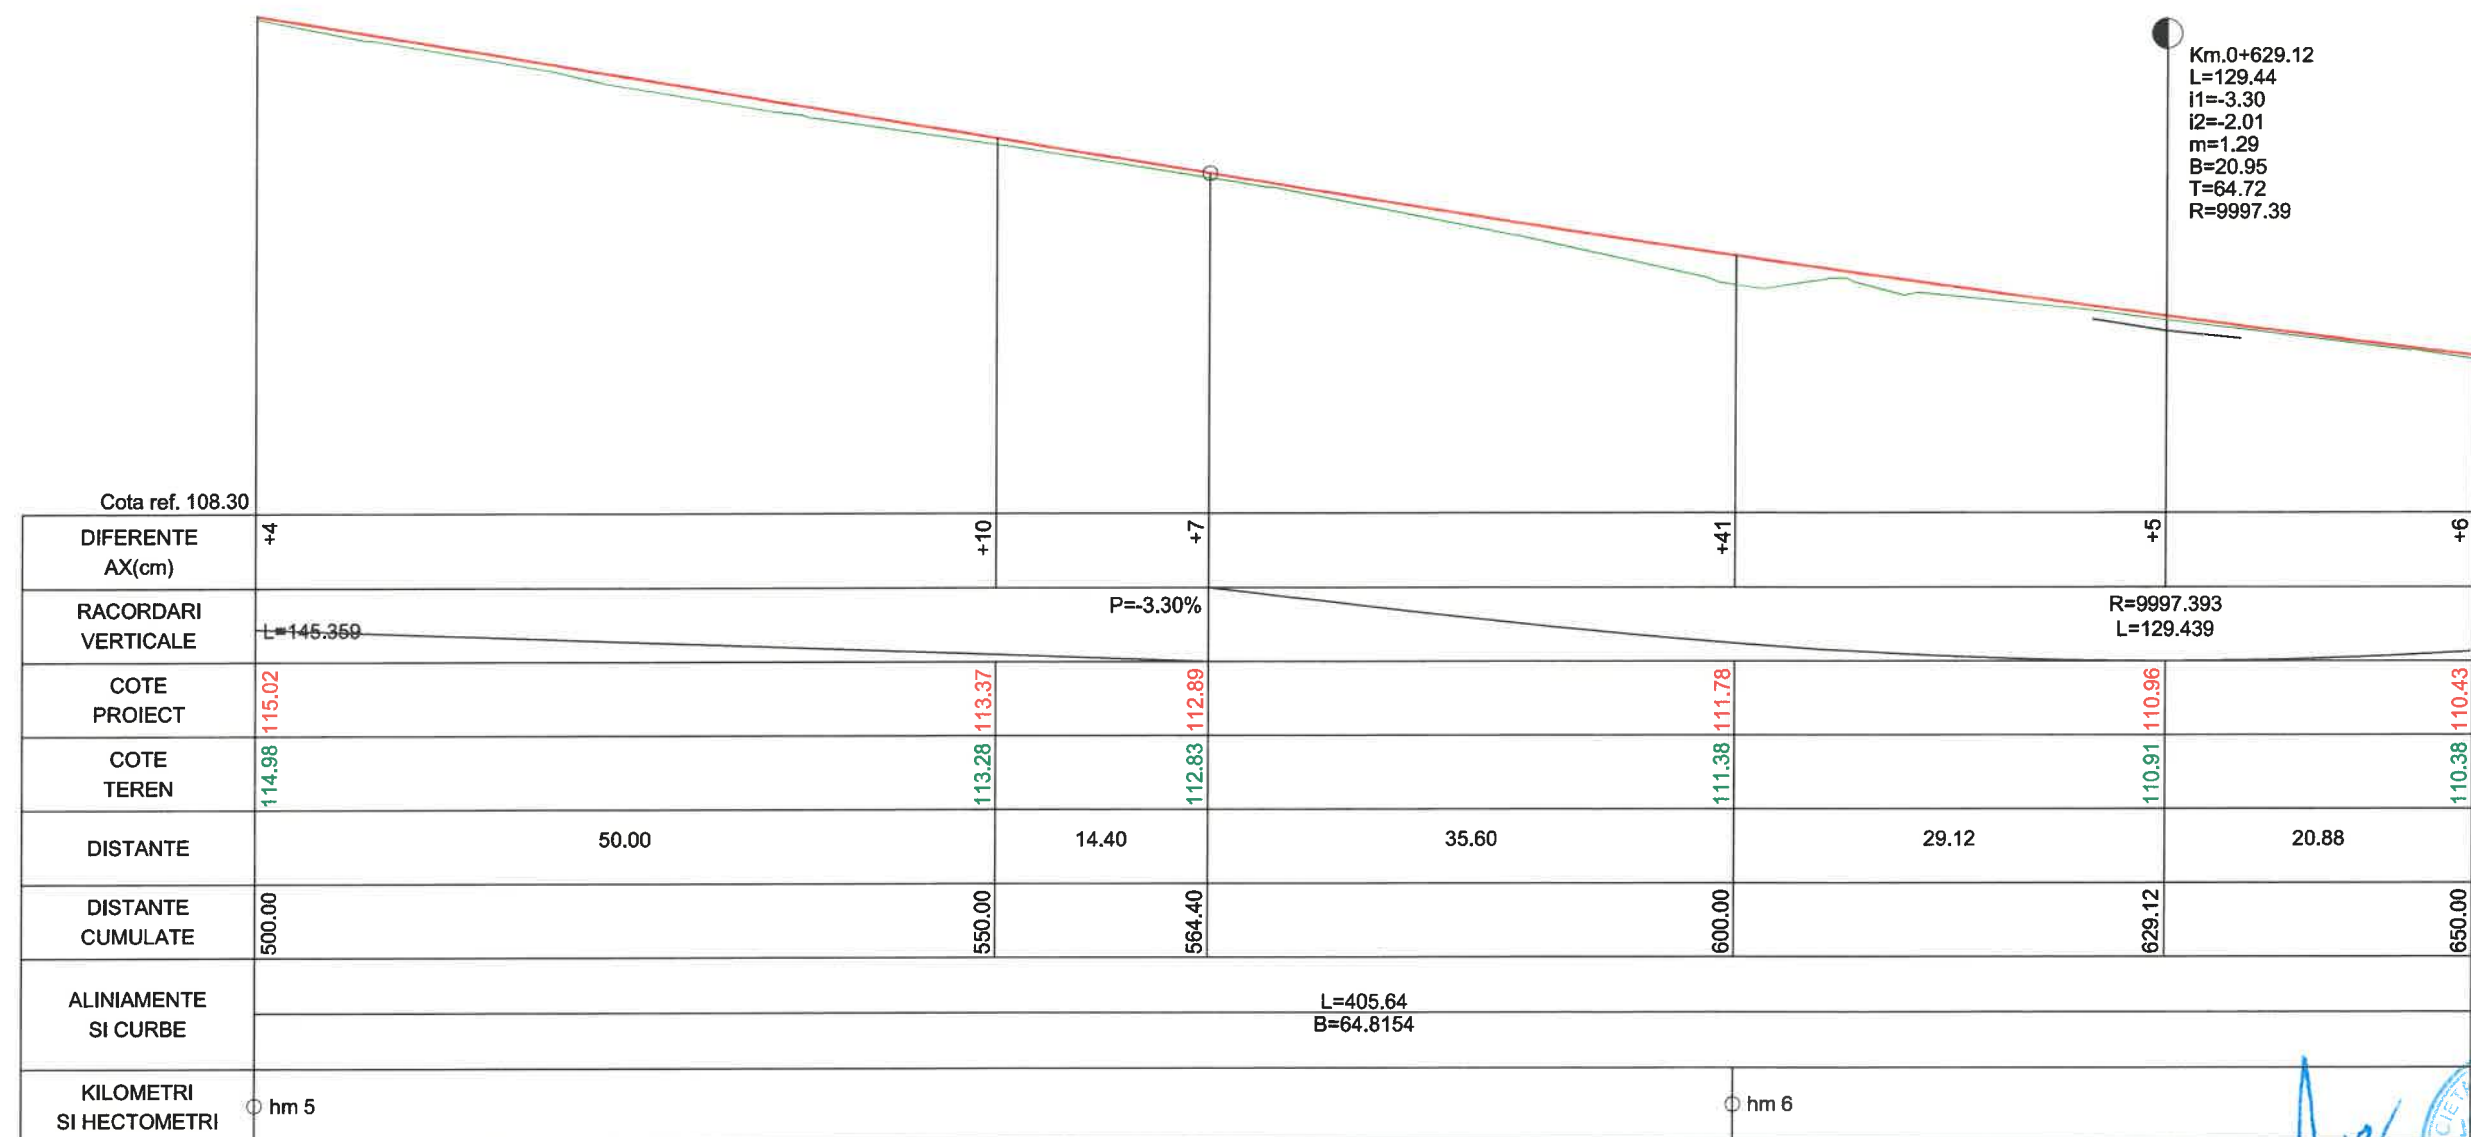 Km.0+629.12
L=129.44
i1=-3.30
i2=-2.01
m=1.29
B=20.95
T=64.72
R=9997.39
Cota ref. 108.30
DIFERENTE
AX(cm)
+4
+10
+7
+41
+5
+6
RACORDARI
VERTICALE
L=145.359
P=-3.30%
R=9997.393
L=129.439
COTE
PROIECT
115.02
113.37
112.89
111.78
110.96
110.43
COTE
TEREN
114.98
113.28
112.83
111.38
110.91
110.38
DISTANTE
50.00
14.40
35.60
29.12
20.88
DISTANTE
CUMULATE
500.00
550.00
564.40
600.00
629.12
650.00
ALINIAMENTE
SI CURBE
L=405.64
B=64.8154
KILOMETRI
SI HECTOMETRI
hm 5
hm 6